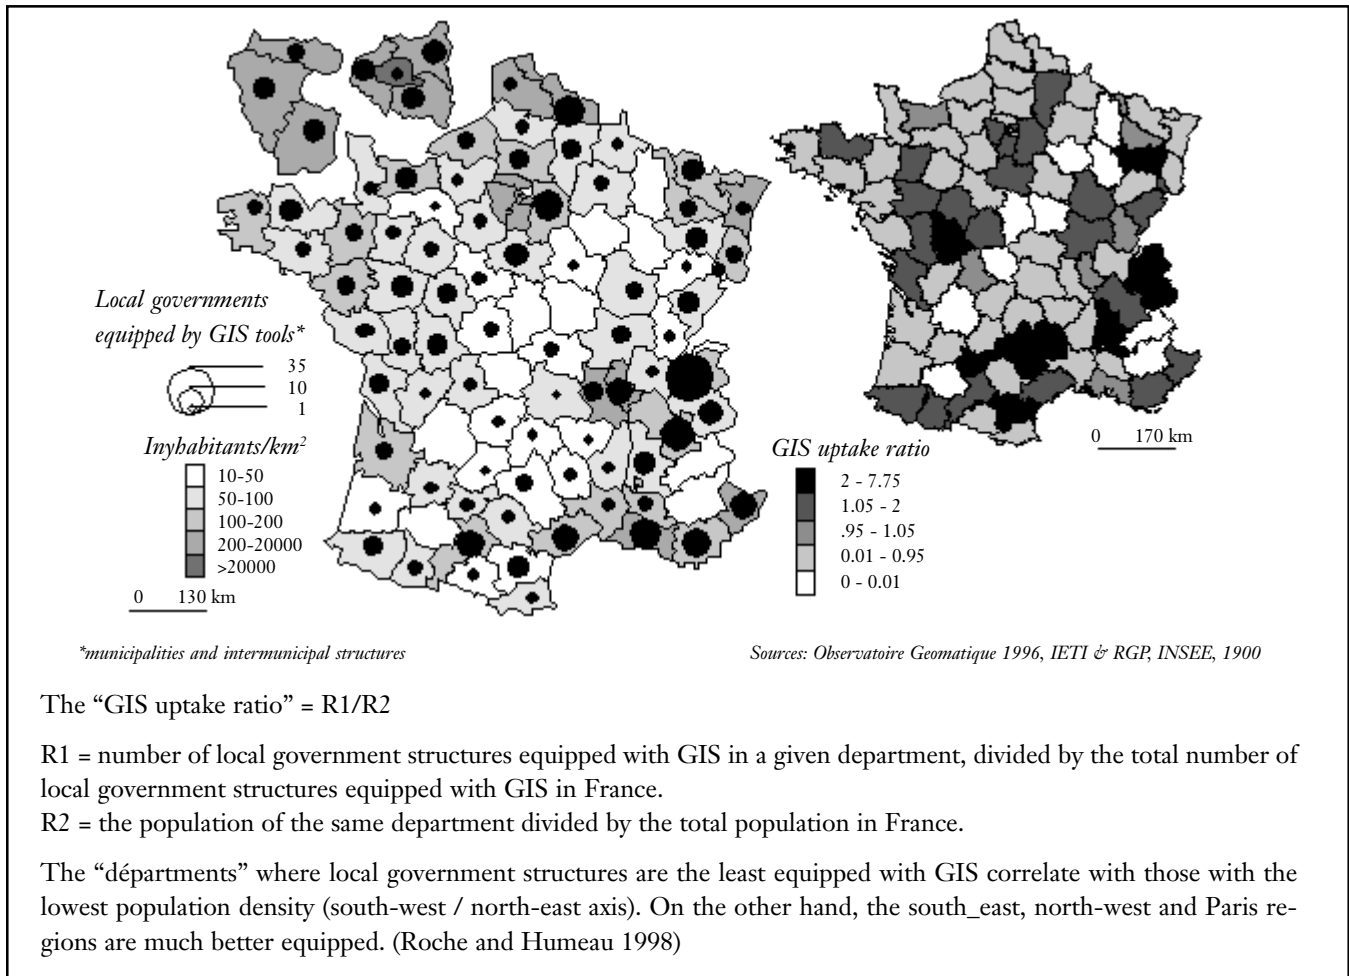 Local governments
equipped by GIS tools*
35
10
1
Inyhabitants/km²
10-50
50-100
100-200
200-20000
>20000
0 130 km
GIS uptake ratio
2 - 7.75
1.05 - 2
.95 - 1.05
0.01 - 0.95
0 - 0.01
0 170 km
*municipalities and intermunicipal structures
Sources: Observatoire Geomatique 1996, IETI & RGP, INSEE, 1900
The “GIS uptake ratio” = R1/R2
R1 = number of local government structures equipped with GIS in a given department, divided by the total number of
local government structures equipped with GIS in France.
R2 = the population of the same department divided by the total population in France.
The “départments” where local government structures are the least equipped with GIS correlate with those with the
lowest population density (south-west / north-east axis). On the other hand, the south_east, north-west and Paris re-
gions are much better equipped. (Roche and Humeau 1998)